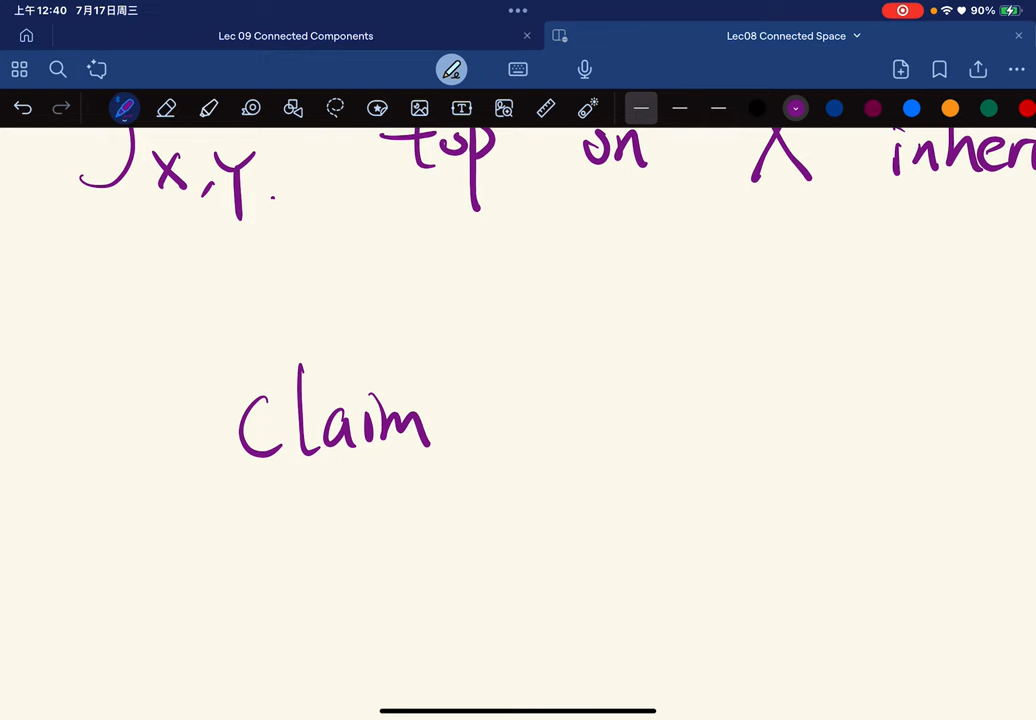 上午12:40 7月17日周三 90%
Lec 09 Connected Components Lec08 Connected Space
T
x,y. top on X inher
Claim